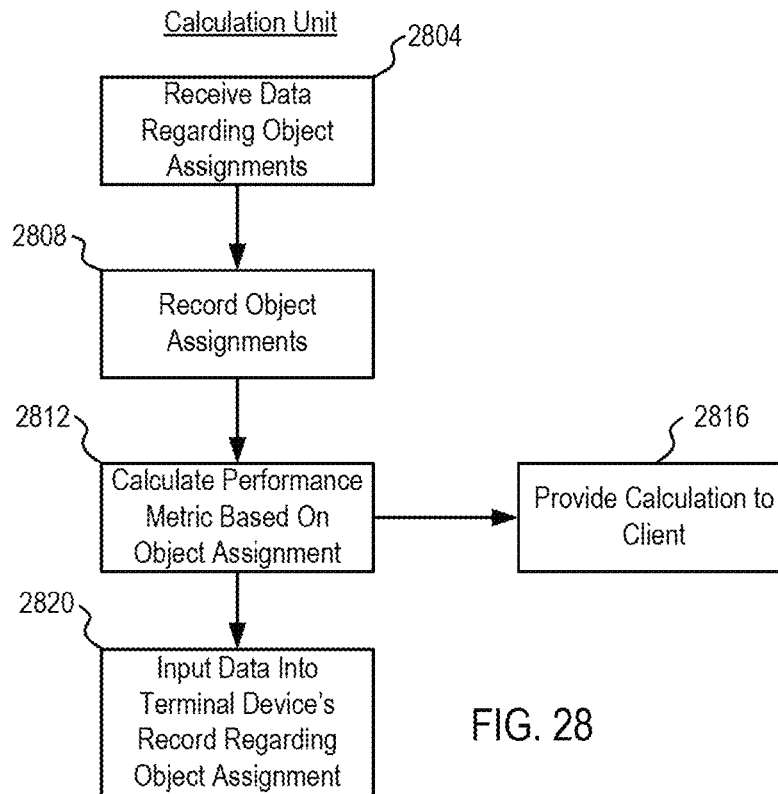 Calculation Unit
2804
Receive Data
Regarding Object
Assignments
2808
Record Object
Assignments
2812
Calculate Performance
Metric Based On
Object Assignment
2816
Provide Calculation to
Client
2820
Input Data Into
Terminal Device's
Record Regarding
Object Assignment
FIG. 28